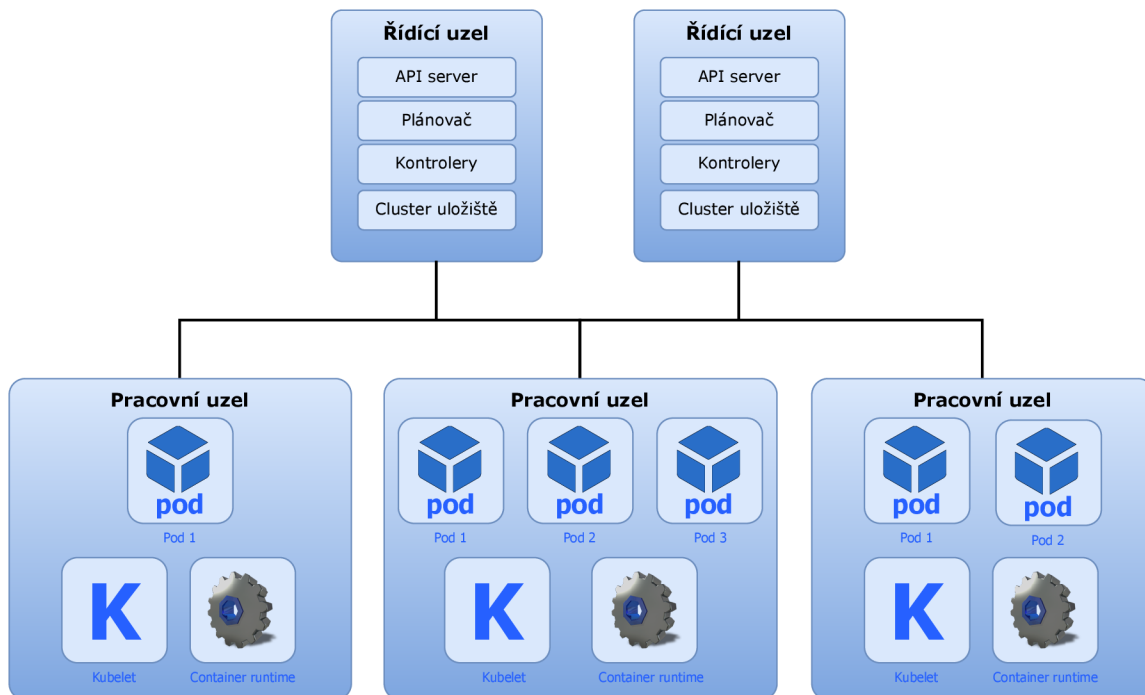 Řídící uzel
API server
Plánovač
Kontrolery
Cluster uložiště
Řídící uzel
API server
Plánovač
Kontrolery
Cluster uložiště
Pracovní uzel
pod
Pod 1
K
Kubelet
Container runtime
Pracovní uzel
pod
pod
pod
Pod 1
Pod 2
Pod 3
K
Kubelet
Container runtime
Pracovní uzel
pod
pod
Pod 1
Pod 2
K
Kubelet
Container runtime